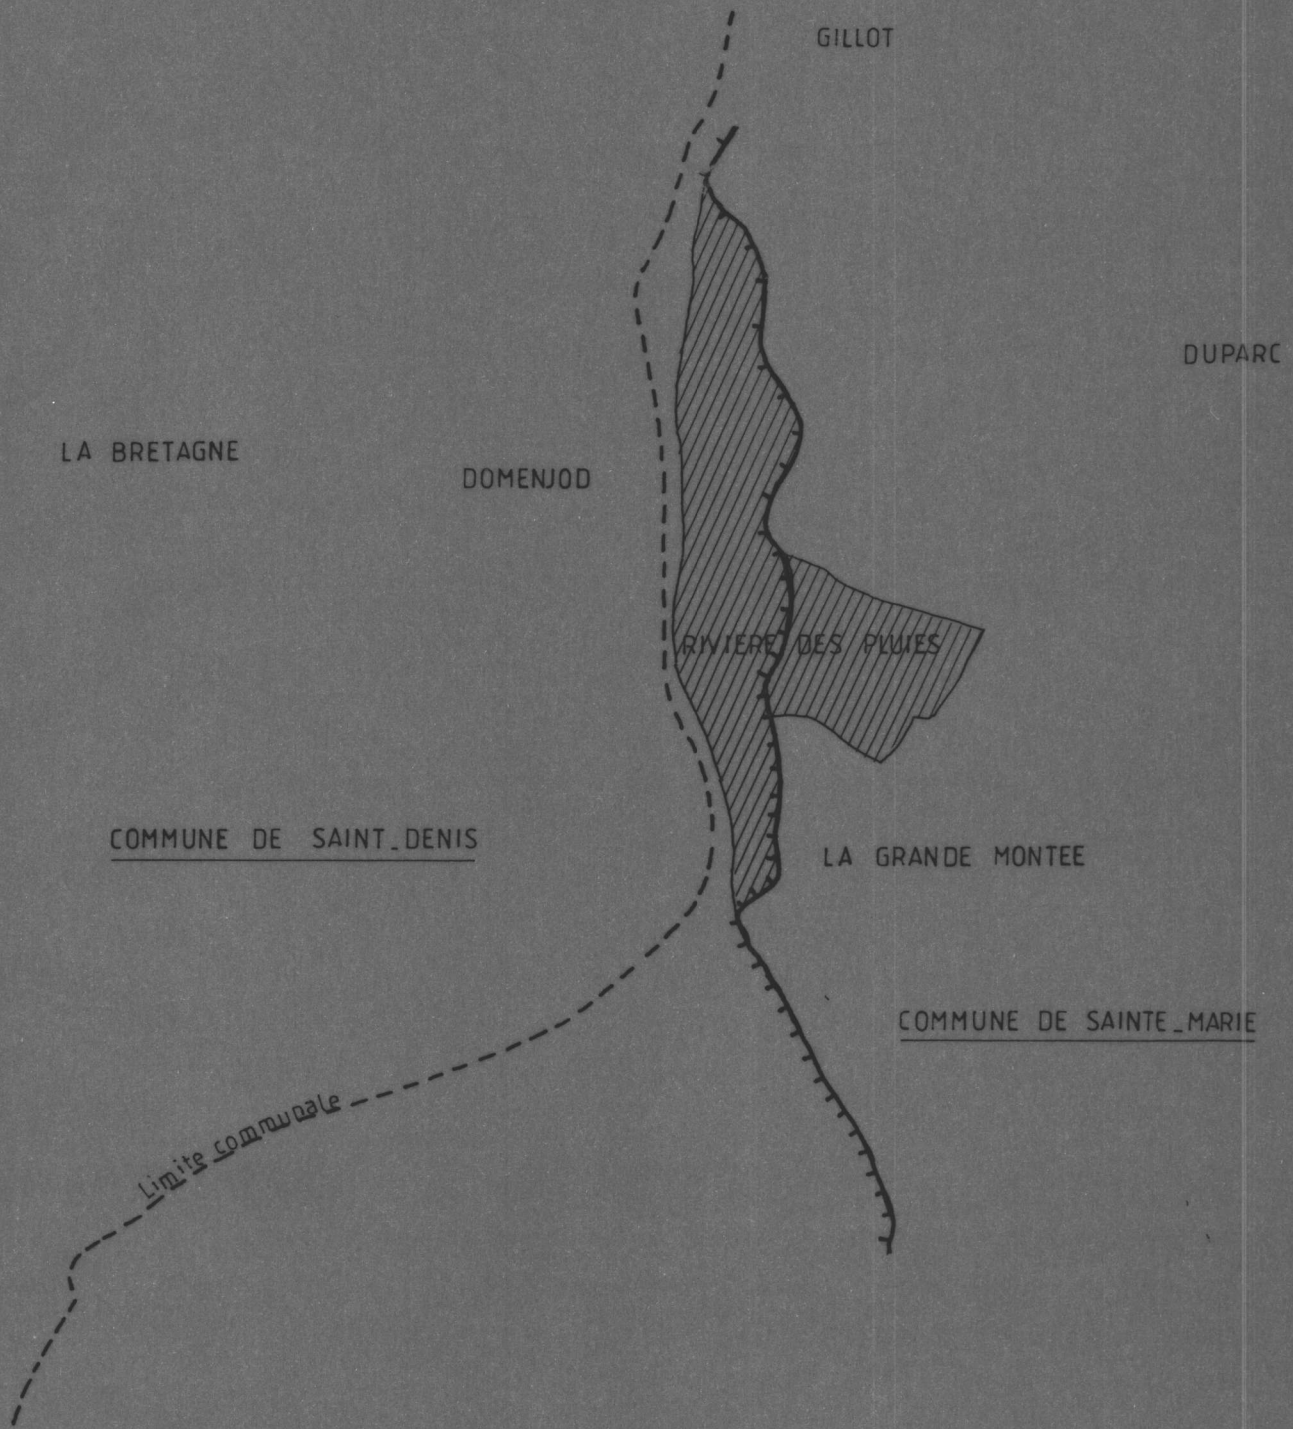 GILLOT
DUPARC
LA BRETAGNE
DOMENJOD
RIVIERE DES PLUIES
COMMUNE DE SAINT_DENIS
LA GRANDE MONTEE
COMMUNE DE SAINTE_MARIE
Limite communale